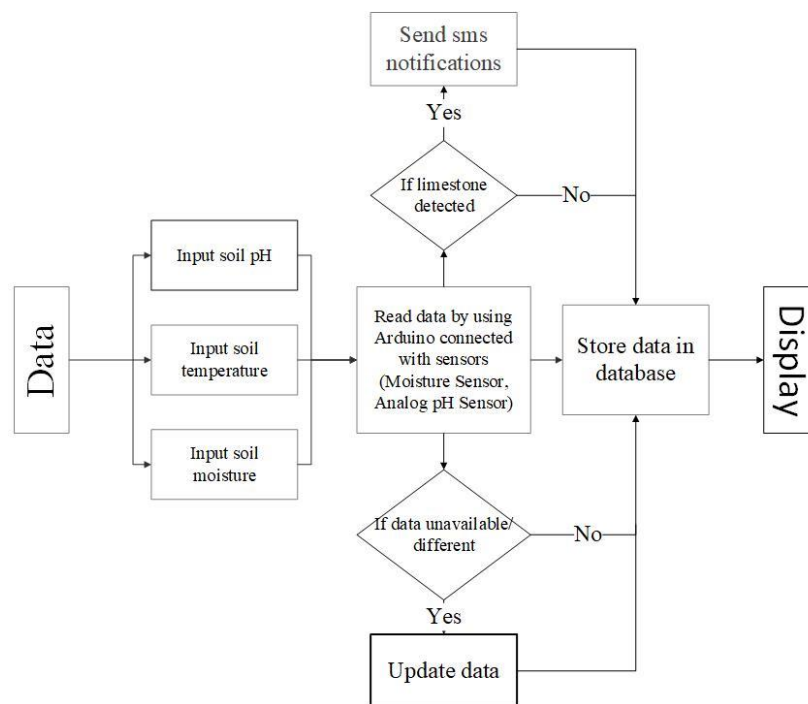 Send sms
notifications
Yes
If limestone
detected
No
Data
Input soil pH
Input soil
temperature
Input soil
moisture
Read data by using
Arduino connected
with sensors
(Moisture Sensor,
Analog pH Sensor)
Store data in
database
Display
If data unavailable/
different
No
Yes
Update data